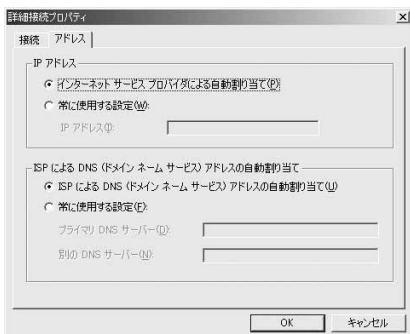 詳細接続プロパティ
接続 アドレス
IP アドレス
インターネット サービス プロバイダによる自動割り当て(P)
常に使用する設定(W):
IP アドレス(I):
ISP による DNS (ドメイン ネーム サービス) アドレスの自動割り当て
ISP による DNS (ドメイン ネーム サービス) アドレスの自動割り当て(U)
常に使用する設定(F):
プライマリ DNS サーバー(D):
別の DNS サーバー(N):
OK キャンセル